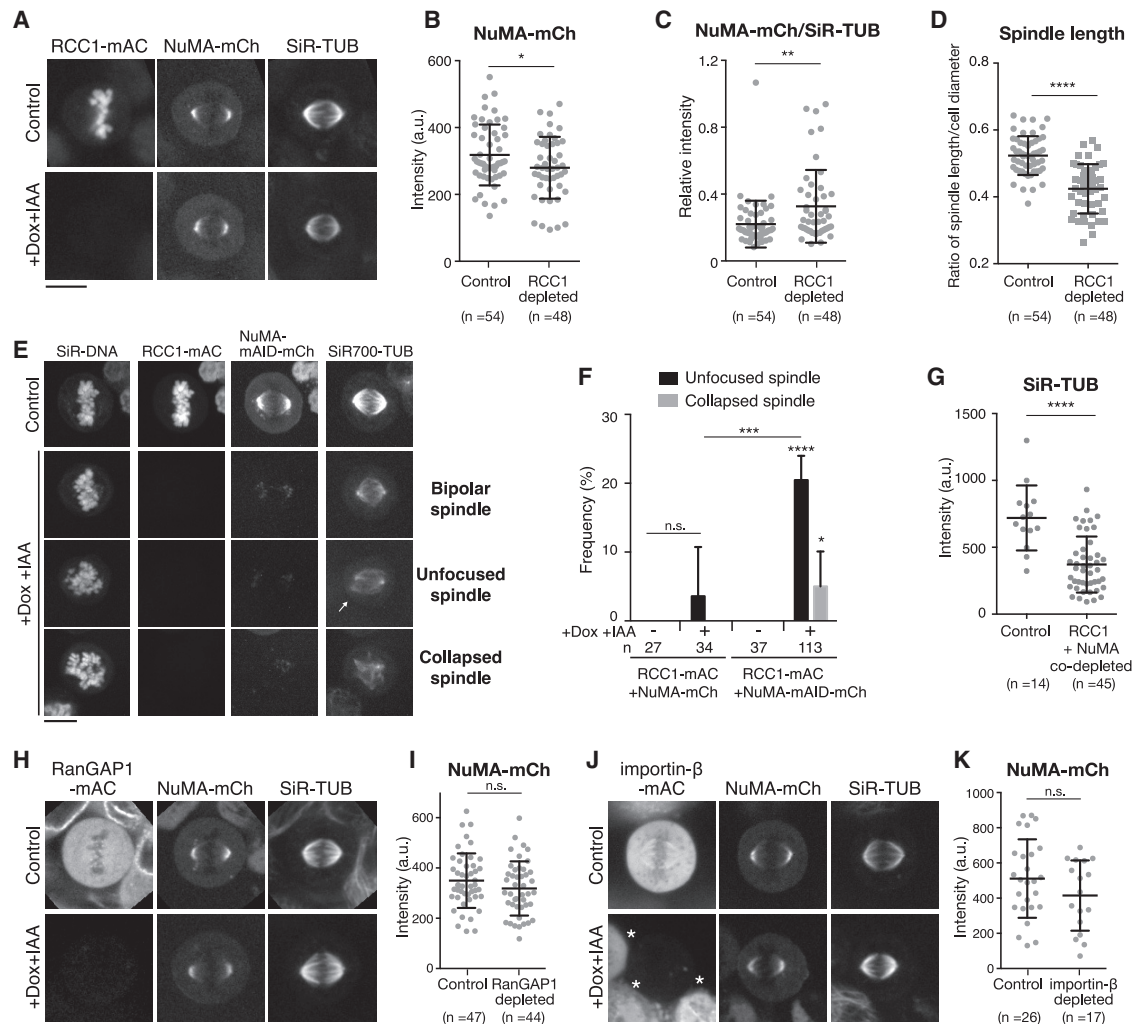 A
RCC1-mAC NuMA-mCh SiR-TUB
Control
+Dox+IAA
B
NuMA-mCh
*
Intensity (a.u.)
600
400
200
0
Control RCC1 depleted
(n =54) (n =48)
C
NuMA-mCh/SiR-TUB
**
Relative intensity
1.2
0.8
0.4
0
Control RCC1 depleted
(n =54) (n =48)
D
Spindle length
****
Ratio of spindle length/cell diameter
0.8
0.6
0.4
0.2
Control RCC1 depleted
(n =54) (n =48)
E
SiR-DNA RCC1-mAC NuMA-mAID-mCh SiR700-TUB
Control
+Dox +IAA
Bipolar spindle
Unfocused spindle
Collapsed spindle
F
Unfocused spindle
Collapsed spindle
Frequency (%)
30
20
10
0
n.s.
***
****
*
+Dox +IAA - + - +
n 27 34 37 113
RCC1-mAC +NuMA-mCh
RCC1-mAC +NuMA-mAID-mCh
G
SiR-TUB
****
Intensity (a.u.)
1500
1000
500
0
Control RCC1 + NuMA co-depleted
(n =14) (n =45)
H
RanGAP1 -mAC NuMA-mCh SiR-TUB
Control
+Dox+IAA
I
NuMA-mCh
n.s.
Intensity (a.u.)
600
400
200
0
Control RanGAP1 depleted
(n =47) (n =44)
J
importin-β -mAC NuMA-mCh SiR-TUB
Control
+Dox+IAA
*
*
*
K
NuMA-mCh
n.s.
Intensity (a.u.)
1000
800
600
400
200
0
Control importin-β depleted
(n =26) (n =17)